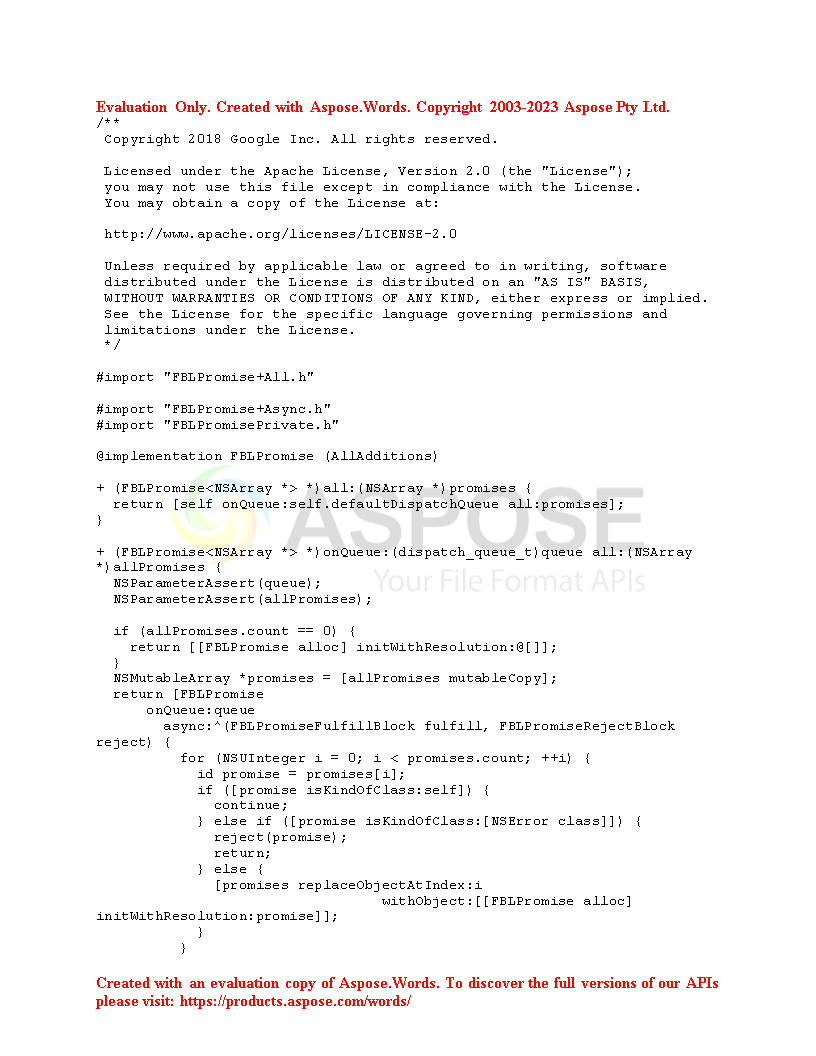 Evaluation Only. Created with Aspose.Words. Copyright 2003-2023 Aspose Pty Ltd.
/**
 Copyright 2018 Google Inc. All rights reserved.

 Licensed under the Apache License, Version 2.0 (the "License");
 you may not use this file except in compliance with the License.
 You may obtain a copy of the License at:

 http://www.apache.org/licenses/LICENSE-2.0

 Unless required by applicable law or agreed to in writing, software
 distributed under the License is distributed on an "AS IS" BASIS,
 WITHOUT WARRANTIES OR CONDITIONS OF ANY KIND, either express or implied.
 See the License for the specific language governing permissions and
 limitations under the License.
 */

#import "FBLPromise+All.h"

#import "FBLPromise+Async.h"
#import "FBLPromisePrivate.h"

@implementation FBLPromise (AllAdditions)

+ (FBLPromise<NSArray *> *)all:(NSArray *)promises {
  return [self onQueue:self.defaultDispatchQueue all:promises];
}
ASPOSE
+ (FBLPromise<NSArray *> *)onQueue:(dispatch_queue_t)queue all:(NSArray
*)allPromises {
Your File Format APIs
  NSParameterAssert(queue);
  NSParameterAssert(allPromises);

  if (allPromises.count == 0) {
    return [[FBLPromise alloc] initWithResolution:@[]];
  }
  NSMutableArray *promises = [allPromises mutableCopy];
  return [FBLPromise
      onQueue:queue
        async:^(FBLPromiseFulfillBlock fulfill, FBLPromiseRejectBlock
reject) {
          for (NSUInteger i = 0; i < promises.count; ++i) {
            id promise = promises[i];
            if ([promise isKindOfClass:self]) {
              continue;
            } else if ([promise isKindOfClass:[NSError class]]) {
              reject(promise);
              return;
            } else {
              [promises replaceObjectAtIndex:i
                                  withObject:[[FBLPromise alloc]
initWithResolution:promise]];
            }
          }

Created with an evaluation copy of Aspose.Words. To discover the full versions of our APIs
please visit: https://products.aspose.com/words/